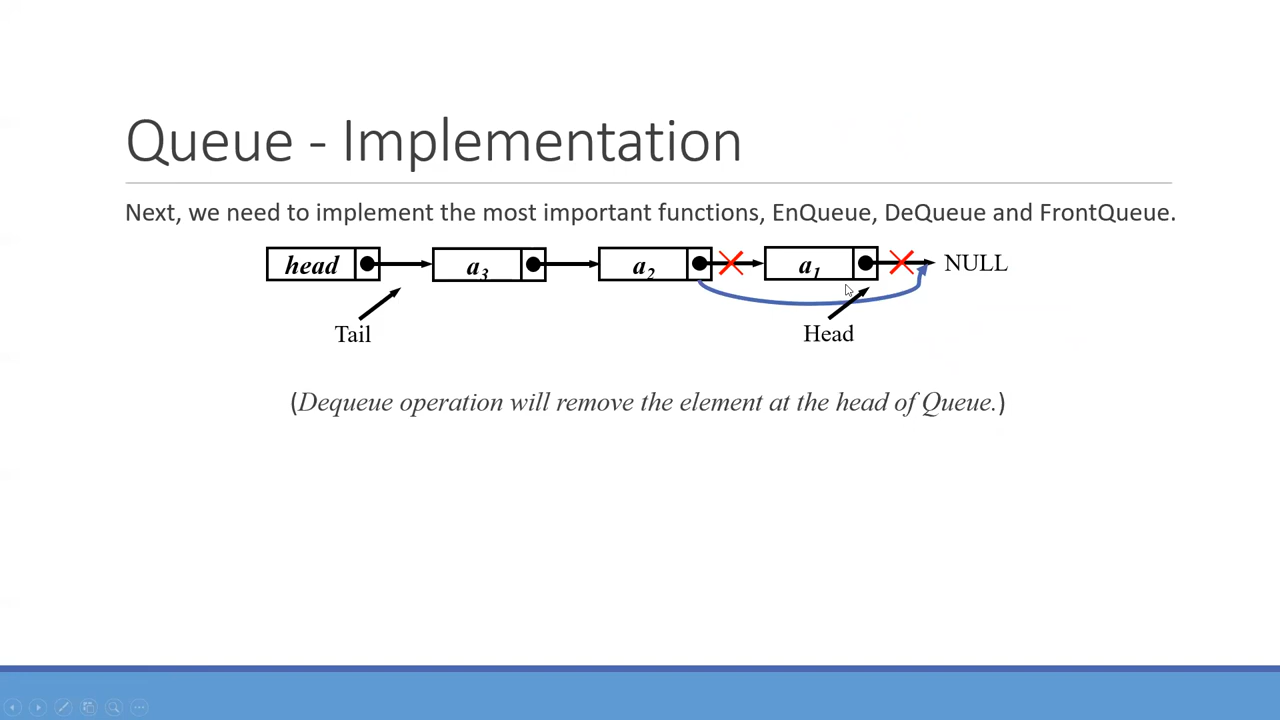 Queue - Implementation
Next, we need to implement the most important functions, EnQueue, DeQueue and FrontQueue.
head a3 a2 a1 NULL
Tail Head
(Dequeue operation will remove the element at the head of Queue.)